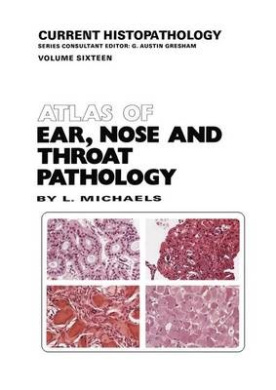 CURRENT HISTOPATHOLOGY
SERIES CONSULTANT EDITOR: G. AUSTIN GRESHAM
VOLUME SIXTEEN
ATLAS OF
EAR, NOSE AND
THROAT
PATHOLOGY
BY L. MICHAELS